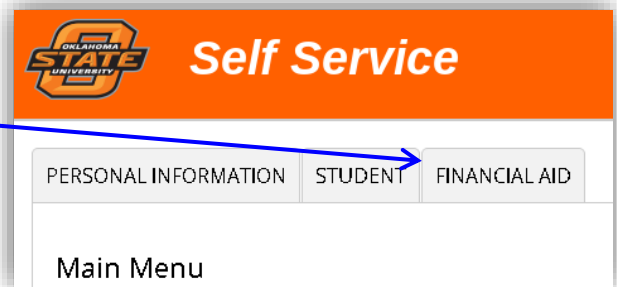 OKLAHOMA
STATE
UNIVERSITY
Self Service
PERSONAL INFORMATION STUDENT FINANCIAL AID
Main Menu